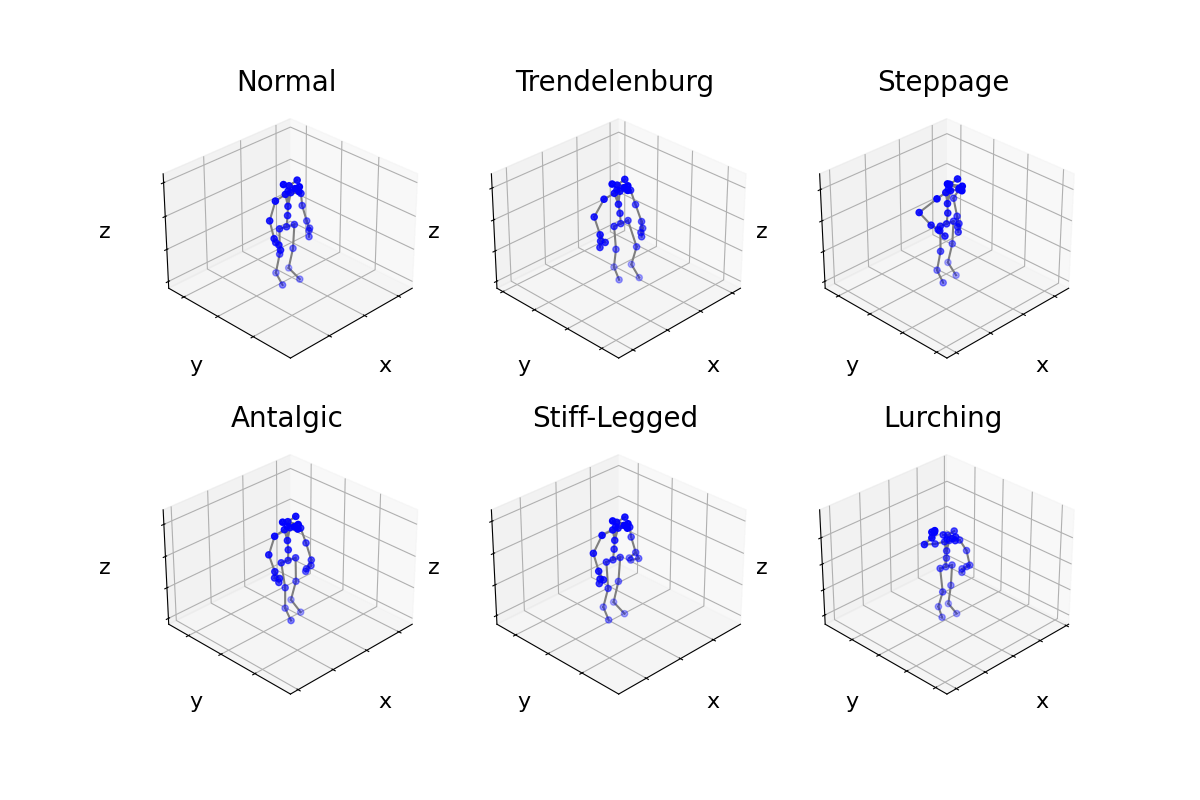 Normal
Trendelenburg
Steppage
z
z
z
y
x
y
x
y
x
Antalgic
Stiff-Legged
Lurching
z
z
z
y
x
y
x
y
x